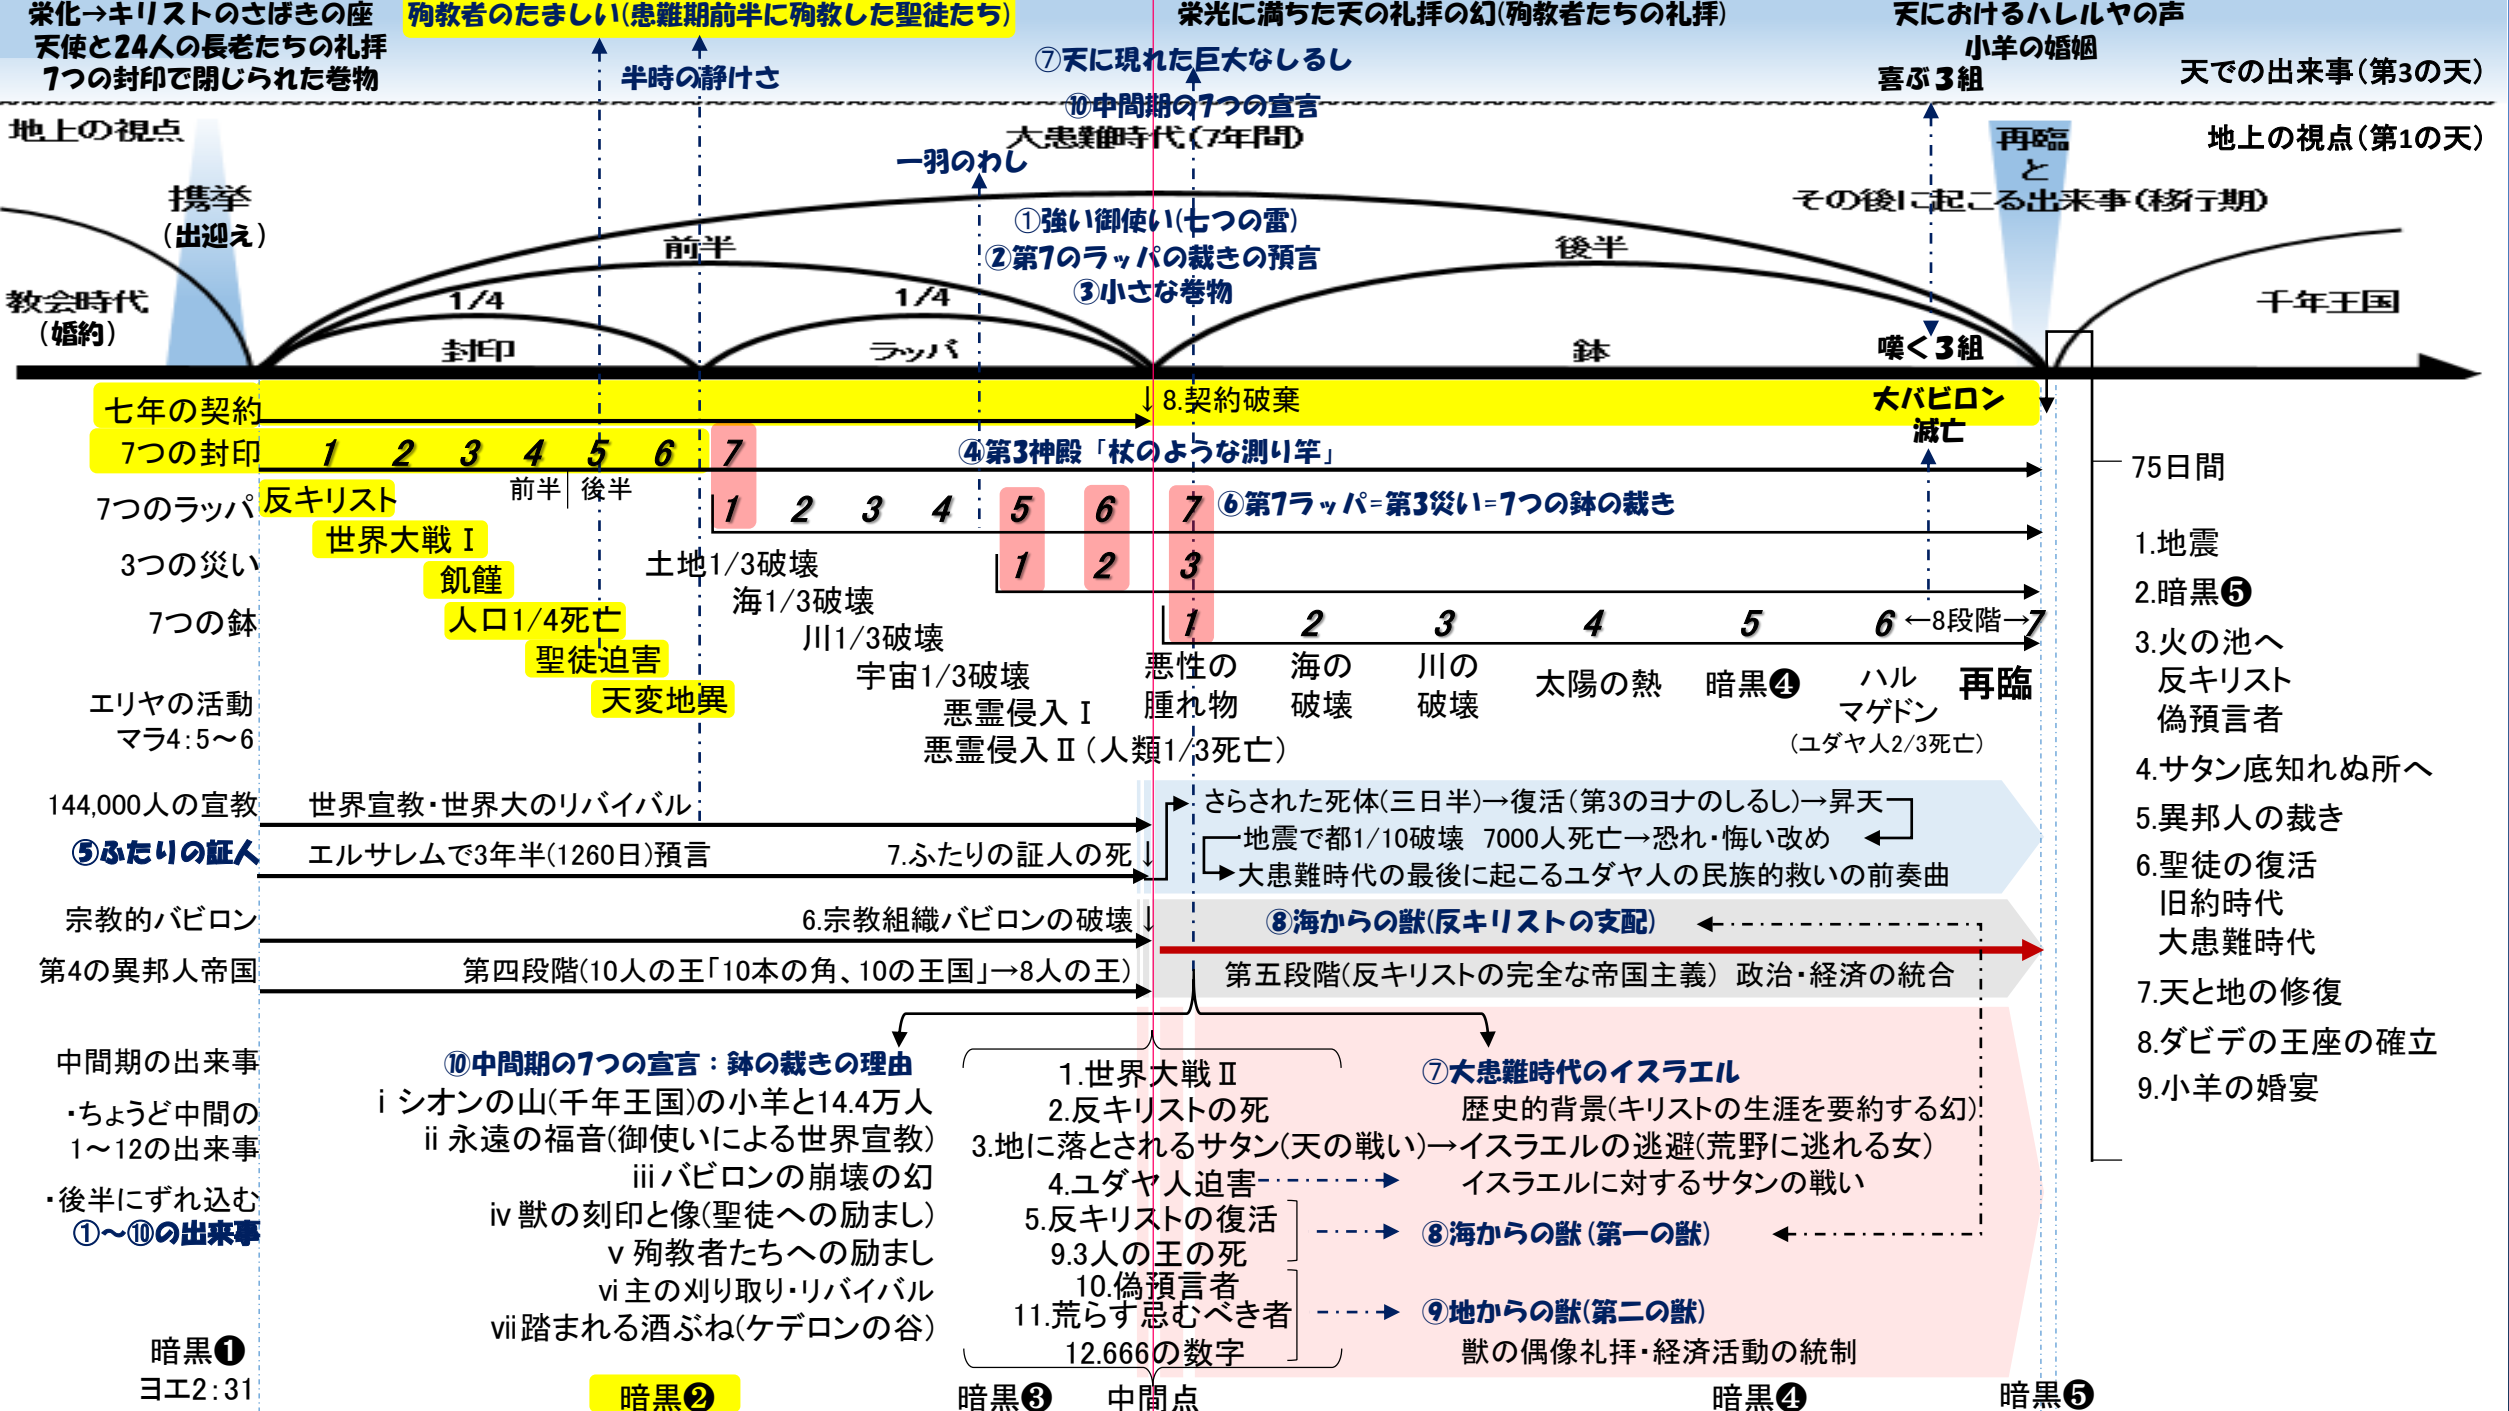 栄化→キリストのさばきの座
天使と24人の長老たちの礼拝
7つの封印で閉じられた巻物
殉教者のたましい(患難期前半に殉教した聖徒たち)
半時の静けさ
栄光に満ちた天の礼拝の幻(殉教者たちの礼拝)
⑦天に現れた巨大なしるし
⑩中間期の7つの宣言
天におけるハレルヤの声
小羊の婚姻
喜ぶ3組
天での出来事(第3の天)
地上の視点
大患難時代(7年間)
再臨
と
その後に起こる出来事(移行期)
地上の視点(第1の天)
携挙
(出迎え)
一羽のわし
①強い御使い(七つの雷)
②第7のラッパの裁きの預言
③小さな巻物
前半
後半
教会時代
(婚約)
1/4
1/4
千年王国
封印
ラッパ
鉢
嘆く3組
七年の契約
↓8.契約破棄
大バビロン
滅亡
7つの封印
1 2 3 4 5 6 7
④第3神殿「杖のような測り竿」
前半 後半
75日間
7つのラッパ
1 2 3 4 5 6 7
⑥第7ラッパ=第3災い=7つの鉢の裁き
反キリスト
世界大戦Ⅰ
飢饉
人口1/4死亡
聖徒迫害
天変地異
3つの災い
1 2 3
土地1/3破壊
海1/3破壊
川1/3破壊
宇宙1/3破壊
悪霊侵入Ⅰ
悪霊侵入Ⅱ(人類1/3死亡)
7つの鉢
1 2 3 4 5 6 ←8段階→7
悪性の
腫れ物
海の
破壊
川の
破壊
太陽の熱
暗黒❹
ハル
マゲドン
(ユダヤ人2/3死亡)
再臨
エリヤの活動
マラ4:5~6
144,000人の宣教
世界宣教・世界大のリバイバル
さらされた死体(三日半)→復活(第3のヨナのしるし)→昇天
地震で都1/10破壊 7000人死亡→恐れ・悔い改め
大患難時代の最後に起こるユダヤ人の民族的救いの前奏曲
⑤ふたりの証人
エルサレムで3年半(1260日)預言
7.ふたりの証人の死↓
宗教的バビロン
6.宗教組織バビロンの破壊↓
⑧海からの獣(反キリストの支配)
第4の異邦人帝国
第四段階(10人の王「10本の角、10の王国」→8人の王)
第五段階(反キリストの完全な帝国主義) 政治・経済の統合
中間期の出来事
・ちょうど中間の
1~12の出来事
・後半にずれ込む
①~⑩の出来事
⑩中間期の7つの宣言:鉢の裁きの理由
ⅰ シオンの山(千年王国)の小羊と14.4万人
ⅱ 永遠の福音(御使いによる世界宣教)
ⅲ バビロンの崩壊の幻
ⅳ 獣の刻印と像(聖徒への励まし)
ⅴ 殉教者たちへの励まし
ⅵ 主の刈り取り・リバイバル
ⅶ 踏まれる酒ぶね(ケデロンの谷)
1.世界大戦Ⅱ
2.反キリストの死
3.地に落とされるサタン(天の戦い)→イスラエルの逃避(荒野に逃れる女)
4.ユダヤ人迫害
5.反キリストの復活
9.3人の王の死
10.偽預言者
11.荒らす忌むべき者
12.666の数字
⑦大患難時代のイスラエル
歴史的背景(キリストの生涯を要約する幻)
イスラエルに対するサタンの戦い
⑧海からの獣(第一の獣)
⑨地からの獣(第二の獣)
獣の偶像礼拝・経済活動の統制
1.地震
2.暗黒❺
3.火の池へ
反キリスト
偽預言者
4.サタン底知れぬ所へ
5.異邦人の裁き
6.聖徒の復活
旧約時代
大患難時代
7.天と地の修復
8.ダビデの王座の確立
9.小羊の婚宴
暗黒❶
ヨエ2:31
暗黒❷
暗黒❸
中間点
暗黒❹
暗黒❺